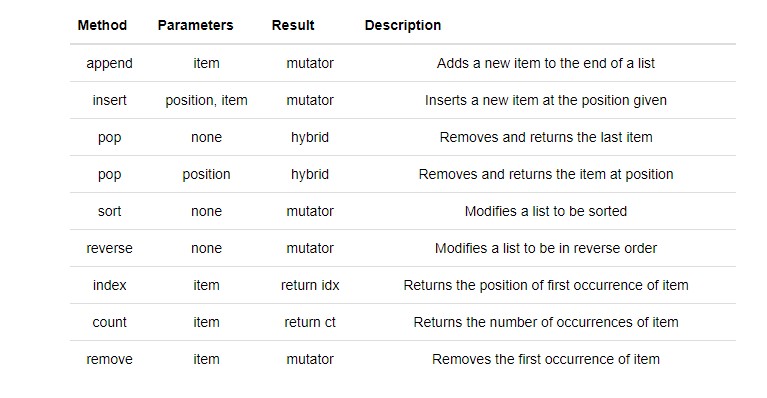 Method Parameters Result Description
append item mutator Adds a new item to the end of a list
insert position, item mutator Inserts a new item at the position given
pop none hybrid Removes and returns the last item
pop position hybrid Removes and returns the item at position
sort none mutator Modifies a list to be sorted
reverse none mutator Modifies a list to be in reverse order
index item return idx Returns the position of first occurrence of item
count item return ct Returns the number of occurrences of item
remove item mutator Removes the first occurrence of item